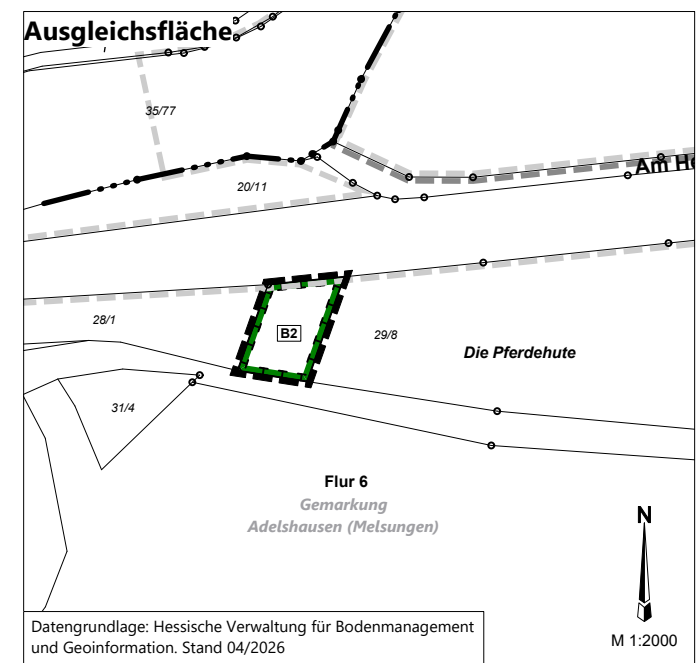 Ausgleichsfläche
35/77
20/11
Am He
28/1
B2
29/8
Die Pferdehute
31/4
Flur 6
Gemarkung
Adelshausen (Melsungen)
N
M 1:2000
Datengrundlage: Hessische Verwaltung für Bodenmanagement
und Geoinformation. Stand 04/2026